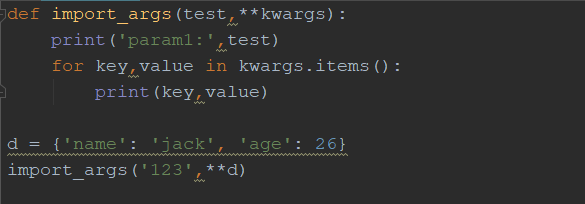 def import_args(test,**kwargs):
    print('param1:',test)
    for key,value in kwargs.items():
        print(key,value)
d = {'name': 'jack', 'age': 26}
import_args('123',**d)